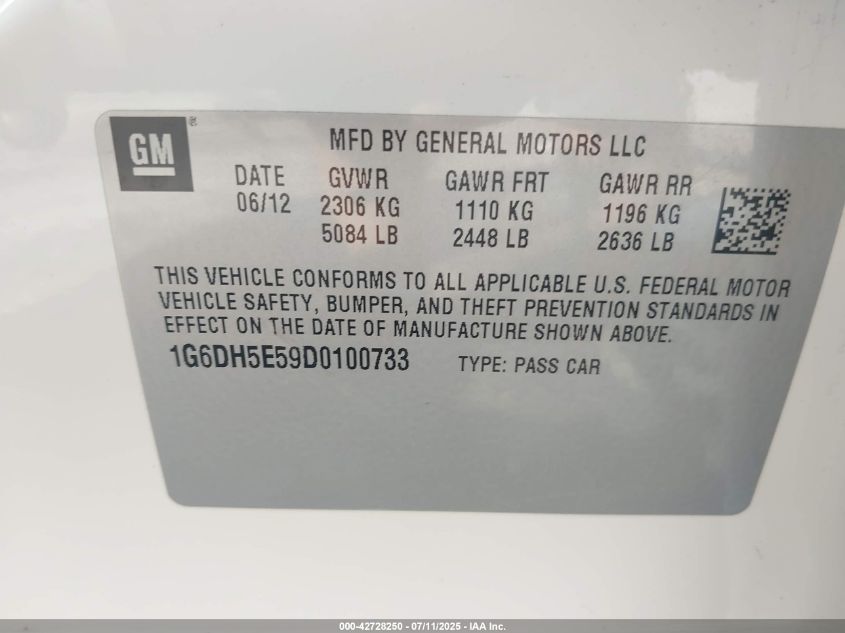 GM®
MFD BY GENERAL MOTORS LLC
DATE GVWR GAWR FRT GAWR RR
06/12 2306 KG 1110 KG 1196 KG
5084 LB 2448 LB 2636 LB
THIS VEHICLE CONFORMS TO ALL APPLICABLE U.S. FEDERAL MOTOR
VEHICLE SAFETY, BUMPER, AND THEFT PREVENTION STANDARDS IN
EFFECT ON THE DATE OF MANUFACTURE SHOWN ABOVE.
1G6DH5E59D0100733 TYPE: PASS CAR
000-42728250 - 07/11/2025 - IAA Inc.